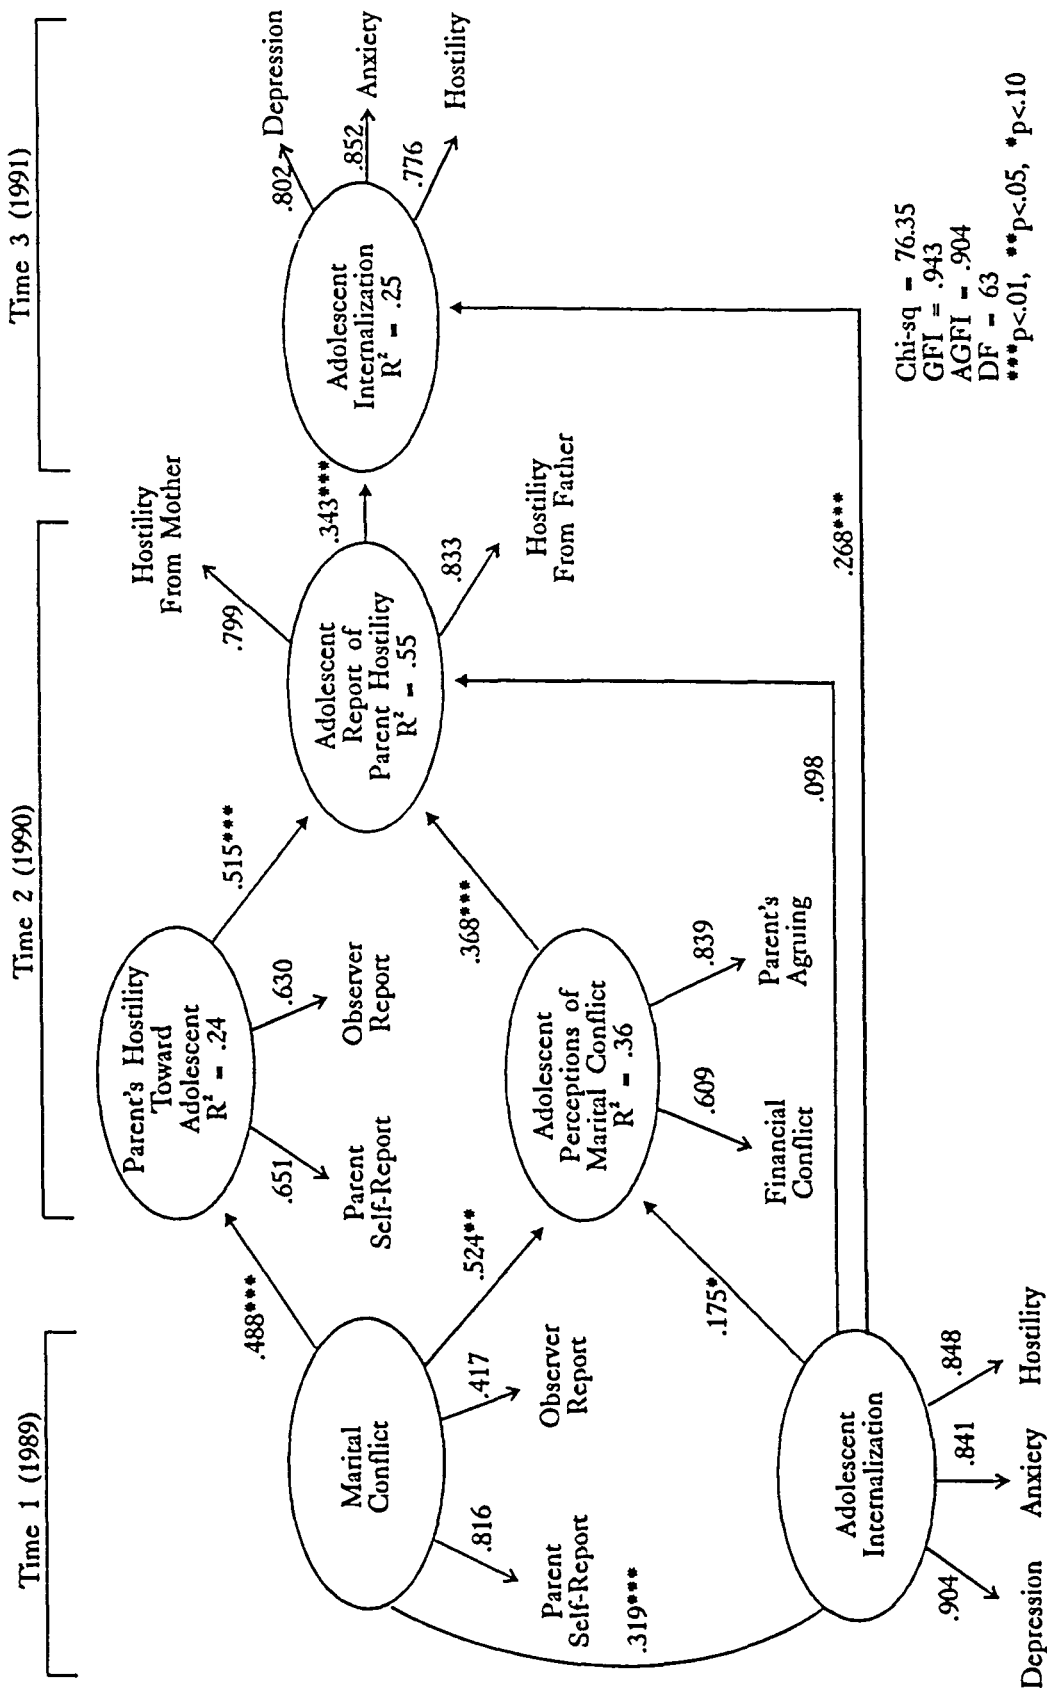 Time 1 (1989)
Time 2 (1990)
Time 3 (1991)
Marital
Conflict
.816
Parent
Self-Report
.417
Observer
Report
.319***
Adolescent
Internalization
.904
Depression
.841
Anxiety
.848
Hostility
.488***
.524**
.175*
Parent's Hostility
Toward
Adolescent
R² = .24
.651
Parent
Self-Report
.630
Observer
Report
Adolescent
Perceptions of
Marital Conflict
R² = .36
.609
Financial
Conflict
.839
Parent's
Agruing
.515***
.368***
.098
.268***
Adolescent
Report of
Parent Hostility
R² = .55
.799
Hostility
From Mother
.833
Hostility
From Father
.343***
Adolescent
Internalization
R² = .25
.802
Depression
.852
Anxiety
.776
Hostility
Chi-sq = 76.35
GFI = .943
AGFI = .904
DF = 63
***p<.01, **p<.05, *p<.10